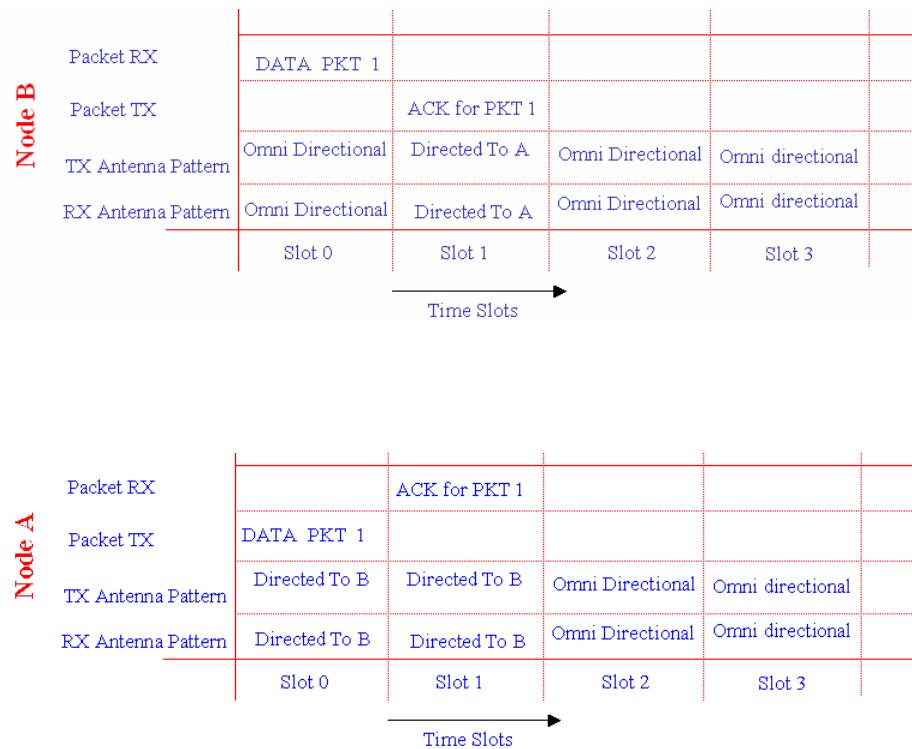 Node B
Packet RX
DATA PKT 1
Packet TX
ACK for PKT 1
TX Antenna Pattern
Omni Directional
Directed To A
Omni Directional
Omni directional
RX Antenna Pattern
Omni Directional
Directed To A
Omni Directional
Omni directional
Slot 0
Slot 1
Slot 2
Slot 3
Time Slots
Node A
Packet RX
ACK for PKT 1
Packet TX
DATA PKT 1
TX Antenna Pattern
Directed To B
Directed To B
Omni Directional
Omni directional
RX Antenna Pattern
Directed To B
Directed To B
Omni Directional
Omni directional
Slot 0
Slot 1
Slot 2
Slot 3
Time Slots